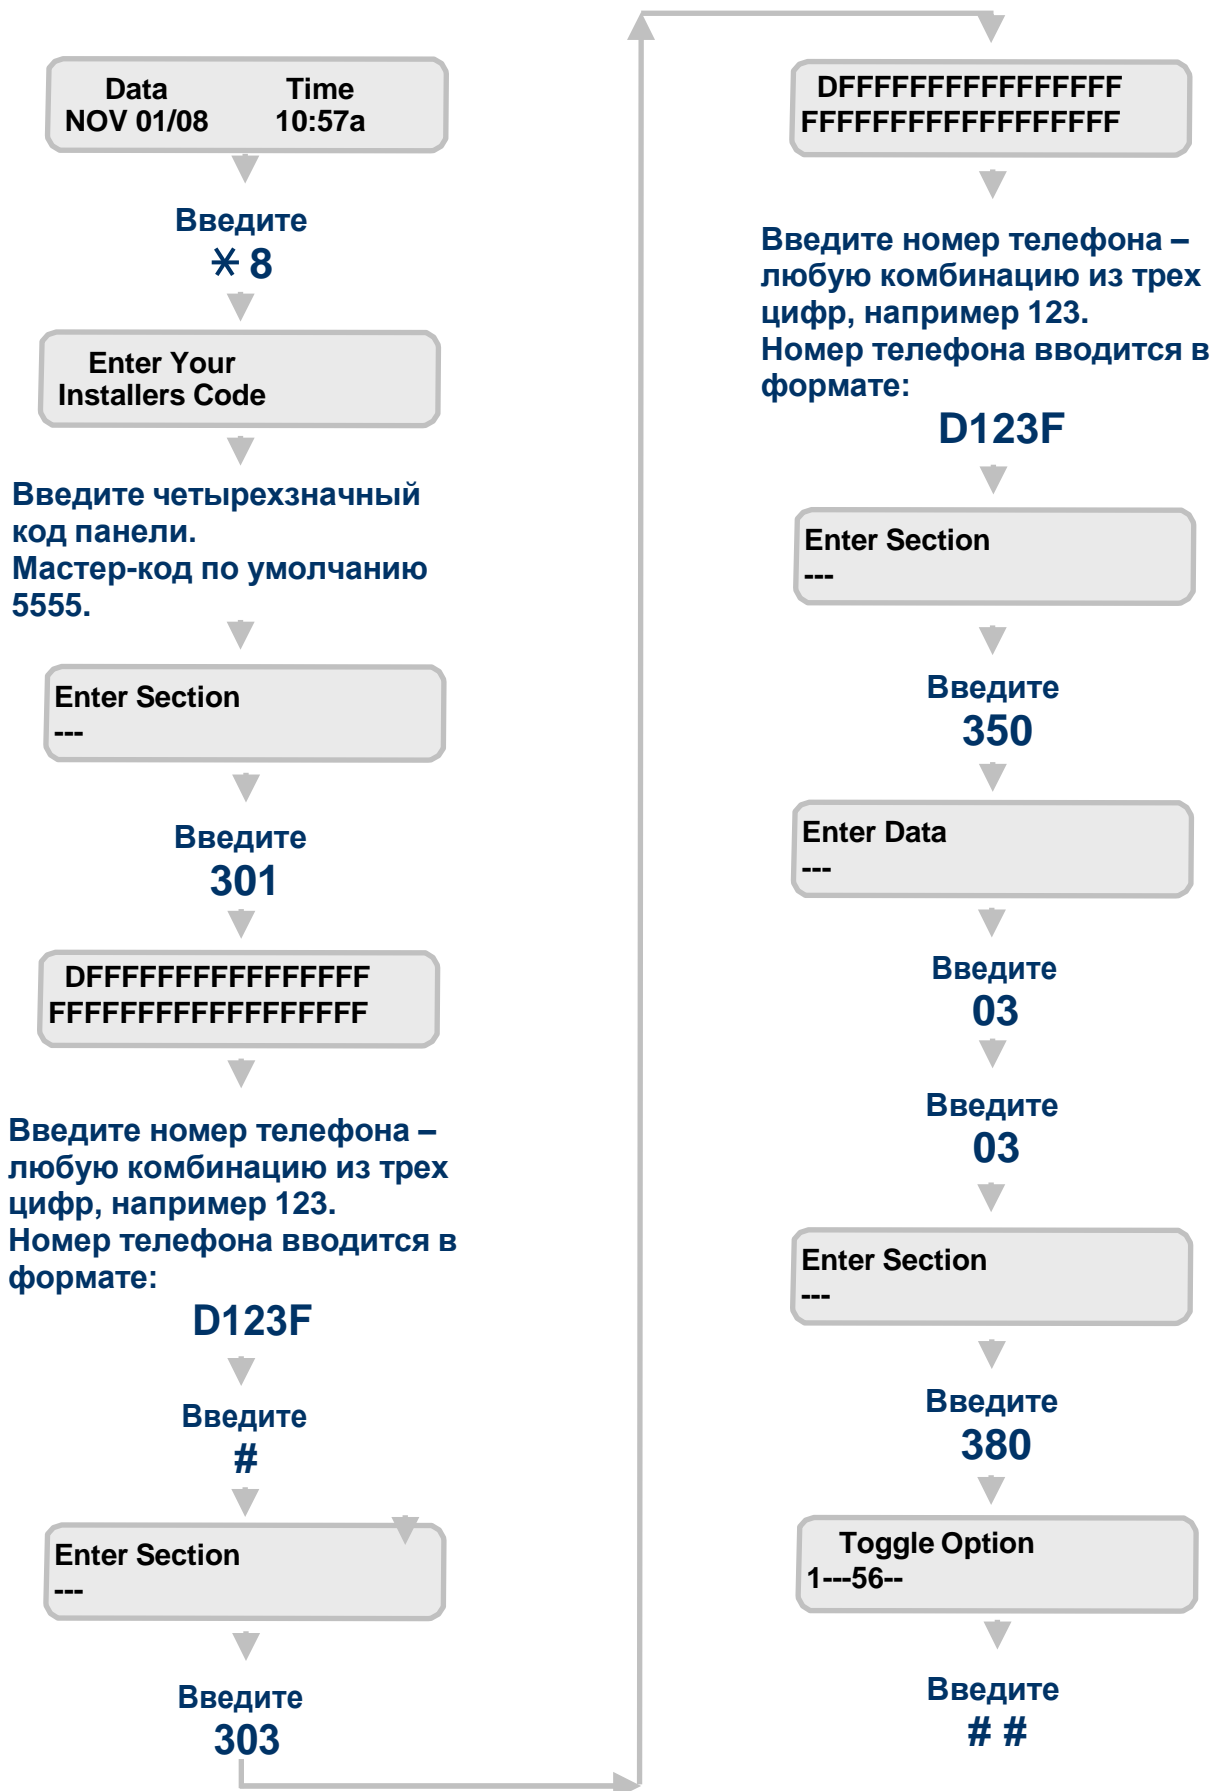 Data Time
NOV 01/08 10:57a
Введите
* 8
Enter Your
Installers Code
Введите четырехзначный
код панели.
Мастер-код по умолчанию
5555.
Enter Section
---
Введите
301
DFFFFFFFFFFFFFFF
FFFFFFFFFFFFFFFFFF
Введите номер телефона –
любую комбинацию из трех
цифр, например 123.
Номер телефона вводится в
формате:
D123F
Введите
#
Enter Section
---
Введите
303
DFFFFFFFFFFFFFFF
FFFFFFFFFFFFFFFFFF
Введите номер телефона –
любую комбинацию из трех
цифр, например 123.
Номер телефона вводится в
формате:
D123F
Enter Section
---
Введите
350
Enter Data
---
Введите
03
Введите
03
Enter Section
---
Введите
380
Toggle Option
1---56--
Введите
# #